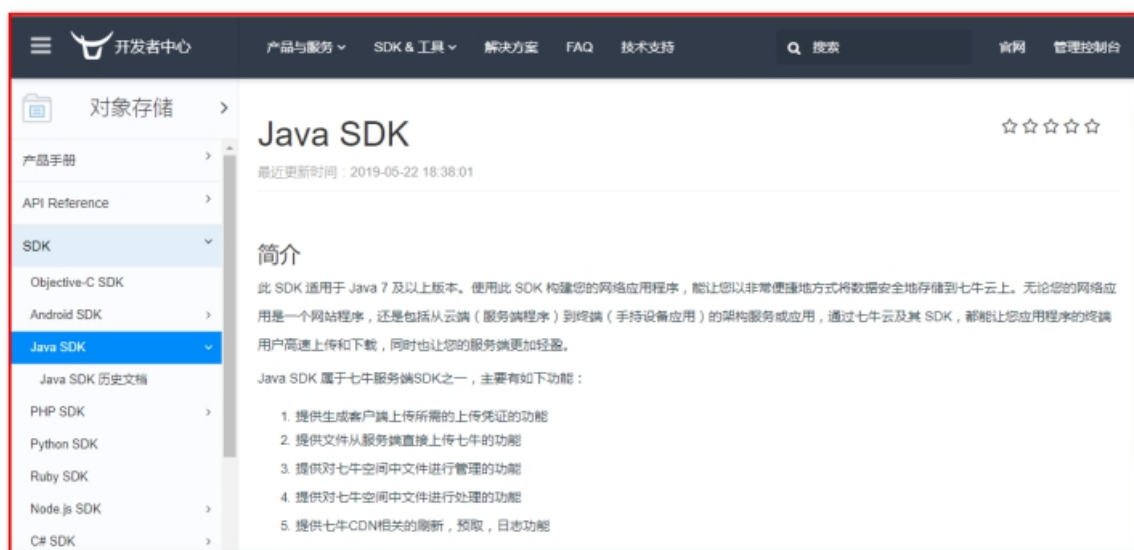 开发者中心
产品与服务
SDK & 工具
解决方案
FAQ
技术支持
搜索
官网
管理控制台
对象存储
产品手册
API Reference
SDK
Objective-C SDK
Android SDK
Java SDK
Java SDK 历史文档
PHP SDK
Python SDK
Ruby SDK
Node.js SDK
C# SDK
Java SDK
最近更新时间：2019-05-22 18:38:01
简介
此 SDK 适用于 Java 7 及以上版本。使用此 SDK 构建您的网络应用程序，能让您以非常便捷地方式将数据安全地存储到七牛云上。无论您的网络应
用是一个网站程序，还是包括从云端（服务端程序）到终端（手持设备应用）的架构服务或应用，通过七牛云及其 SDK，都能让您应用程序的终端
用户高速上传和下载，同时也让您的服务端更加轻盈。
Java SDK 属于七牛服务端SDK之一，主要有如下功能：
1. 提供生成客户端上传所需的上传凭证的功能
2. 提供文件从服务端直接上传七牛的功能
3. 提供对七牛空间中文件进行管理的功能
4. 提供对七牛空间中文件进行处理的功能
5. 提供七牛CDN相关的刷新，预取，日志功能